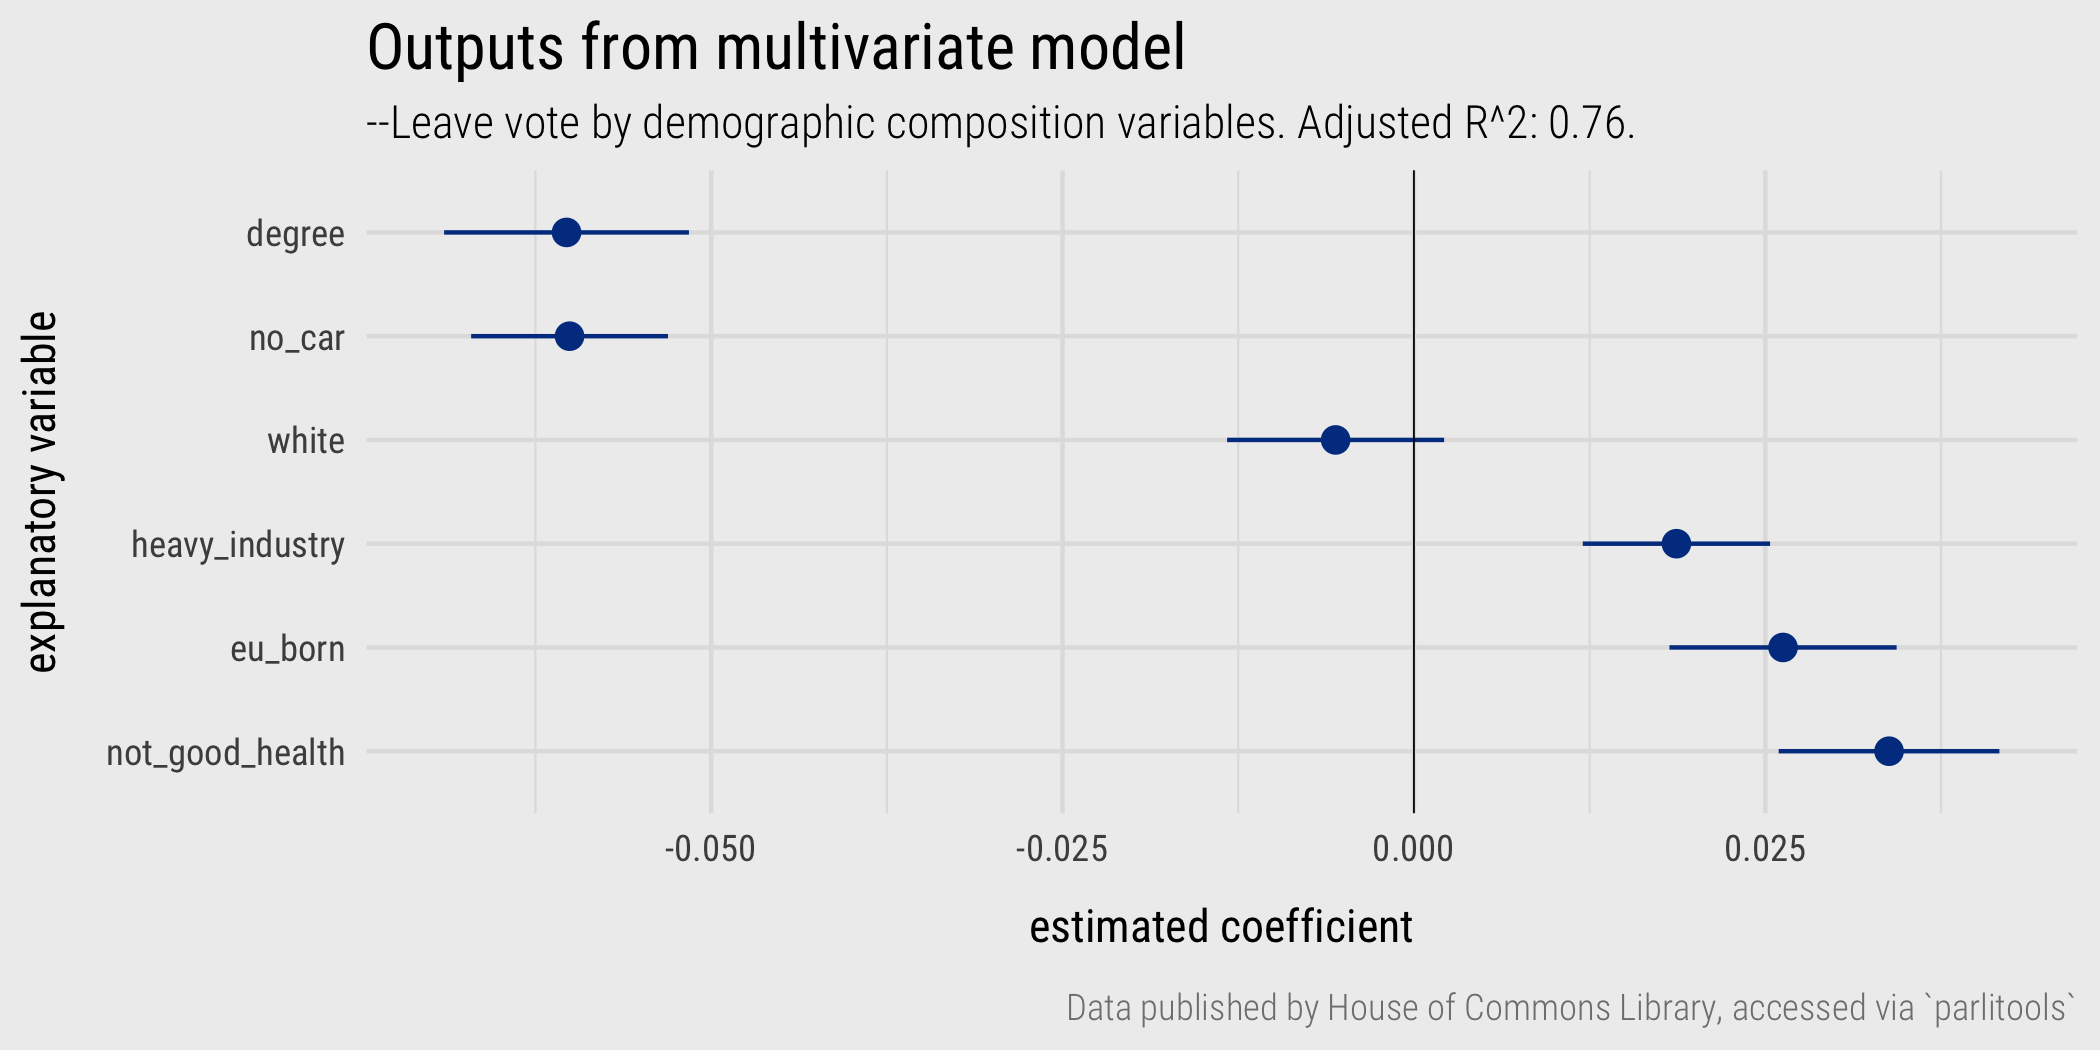 Outputs from multivariate model
--Leave vote by demographic composition variables. Adjusted R^2: 0.76.
explanatory variable
degree
no_car
white
heavy_industry
eu_born
not_good_health
-0.050 -0.025 0.000 0.025
estimated coefficient
Data published by House of Commons Library, accessed via `parlitools`